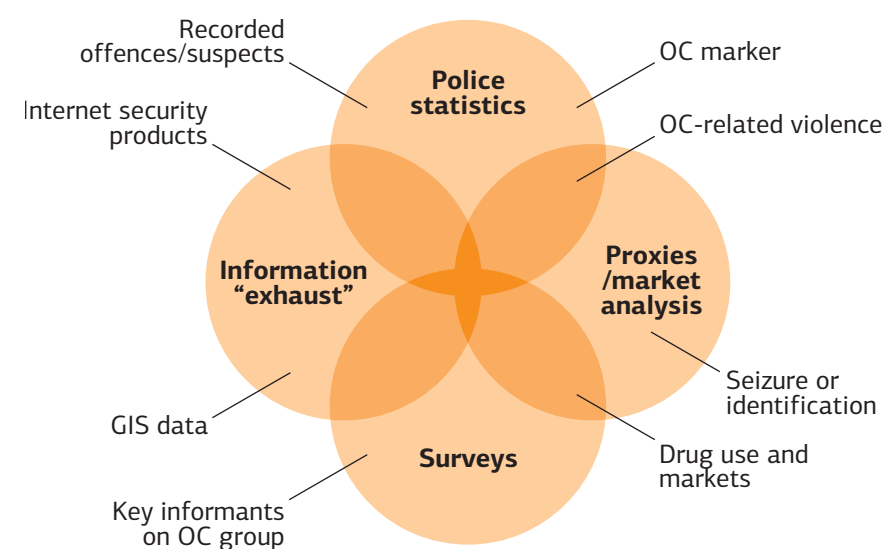 Recorded
offences/suspects
OC marker
Police
statistics
Internet security
products
OC-related violence
Information
“exhaust”
Proxies
/market
analysis
Seizure or
identification
GIS data
Surveys
Drug use and
markets
Key informants
on OC group